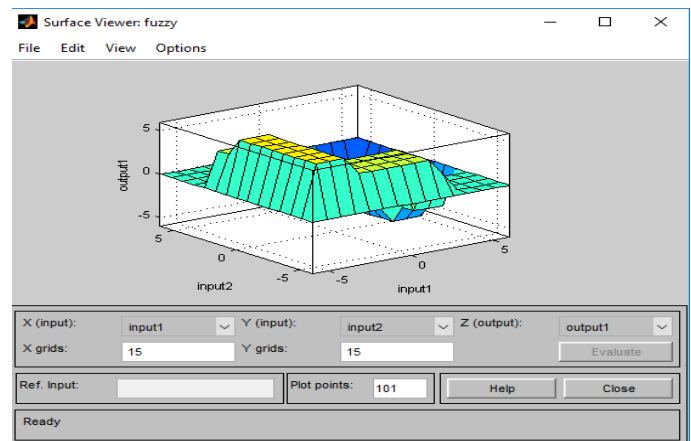 Surface Viewer: fuzzy
File Edit View Options
5
0
-5
output1
5
0
-5
input2
-5
0
5
input1
X (input): input1 Y (input): input2 Z (output): output1
X grids: 15 Y grids: 15 Evaluate
Ref. Input: Plot points: 101 Help Close
Ready